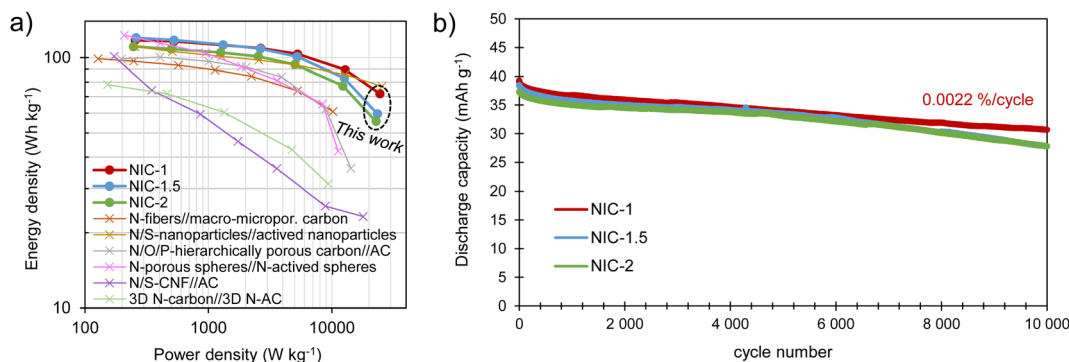 a)
Energy density (Wh kg⁻¹)
100
10
This work
NIC-1
NIC-1.5
NIC-2
N-fibers//macro-micropor. carbon
N/S-nanoparticles//actived nanoparticles
N/O/P-hierarchically porous carbon//AC
N-porous spheres//N-actived spheres
N/S-CNF//AC
3D N-carbon//3D N-AC
100 1000 10000
Power density (W kg⁻¹)
b)
Discharge capacity (mAh g⁻¹)
50
45
40
35
30
25
20
15
10
5
0
0.0022 %/cycle
NIC-1
NIC-1.5
NIC-2
0 2 000 4 000 6 000 8 000 10 000
cycle number